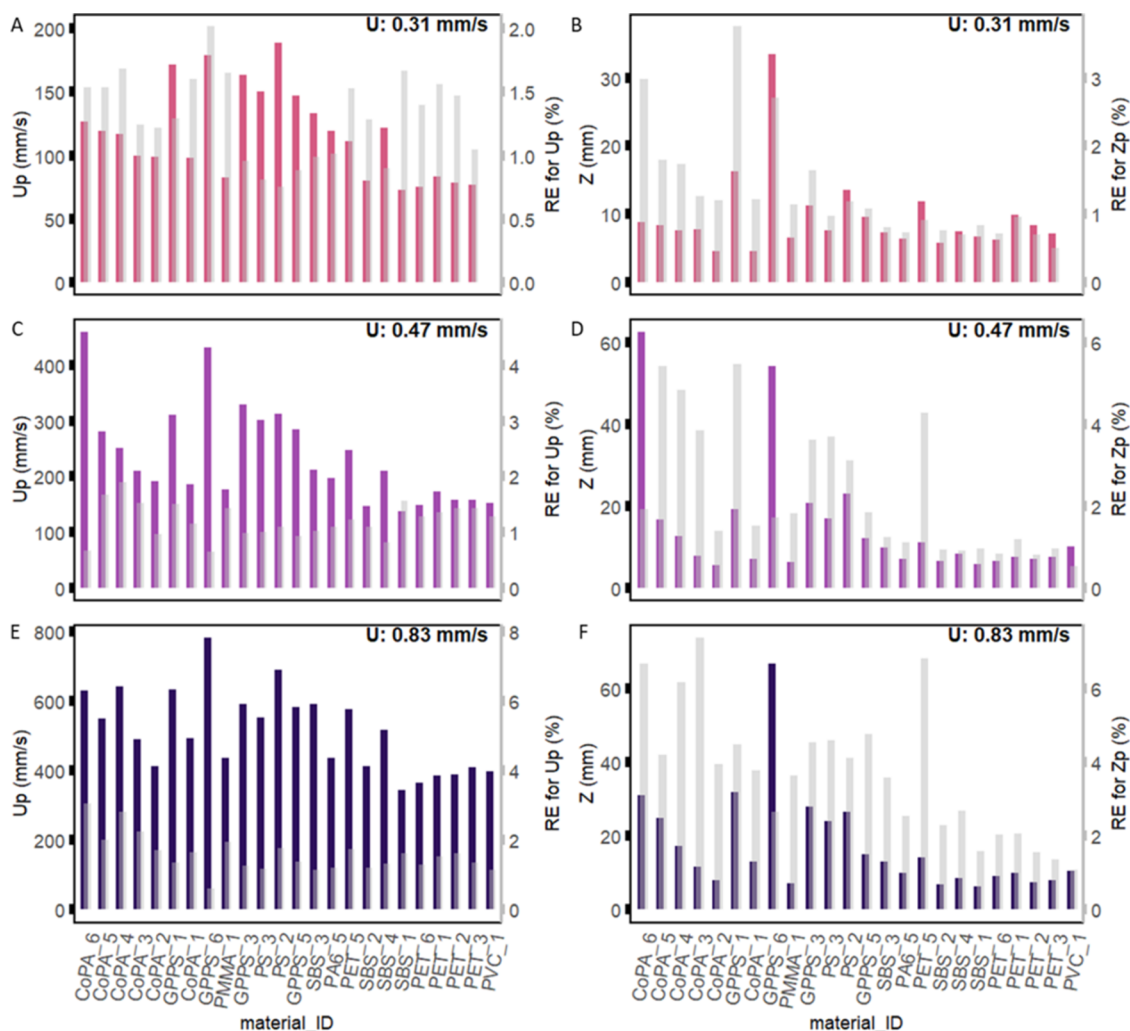 A
U: 0.31 mm/s
Up (mm/s)
200
150
100
50
0
RE for Up (%)
2.0
1.5
1.0
0.5
0.0
B
U: 0.31 mm/s
Z (mm)
30
20
10
0
RE for Zp (%)
3
2
1
0
C
U: 0.47 mm/s
Up (mm/s)
400
300
200
100
0
RE for Up (%)
4
3
2
1
0
D
U: 0.47 mm/s
Z (mm)
60
40
20
0
RE for Zp (%)
6
4
2
0
E
U: 0.83 mm/s
Up (mm/s)
800
600
400
200
0
RE for Up (%)
8
6
4
2
0
F
U: 0.83 mm/s
Z (mm)
60
40
20
0
RE for Zp (%)
6
4
2
0
CoPA_6
CoPA_5
CoPA_4
CoPA_3
CoPA_2
GPPS_1
CoPA_1
GPPS_6
PMMA_1
GPPS_3
PS_3
PS_2
GPPS_5
SBS_3
PA6_5
PET_5
SBS_2
SBS_4
SBS_1
PET_6
PET_1
PET_2
PET_3
PVC_1
material_ID
CoPA_6
CoPA_5
CoPA_4
CoPA_3
CoPA_2
GPPS_1
CoPA_1
GPPS_6
PMMA_1
GPPS_3
PS_3
PS_2
GPPS_5
SBS_3
PA6_5
PET_5
SBS_2
SBS_4
SBS_1
PET_6
PET_1
PET_2
PET_3
PVC_1
material_ID